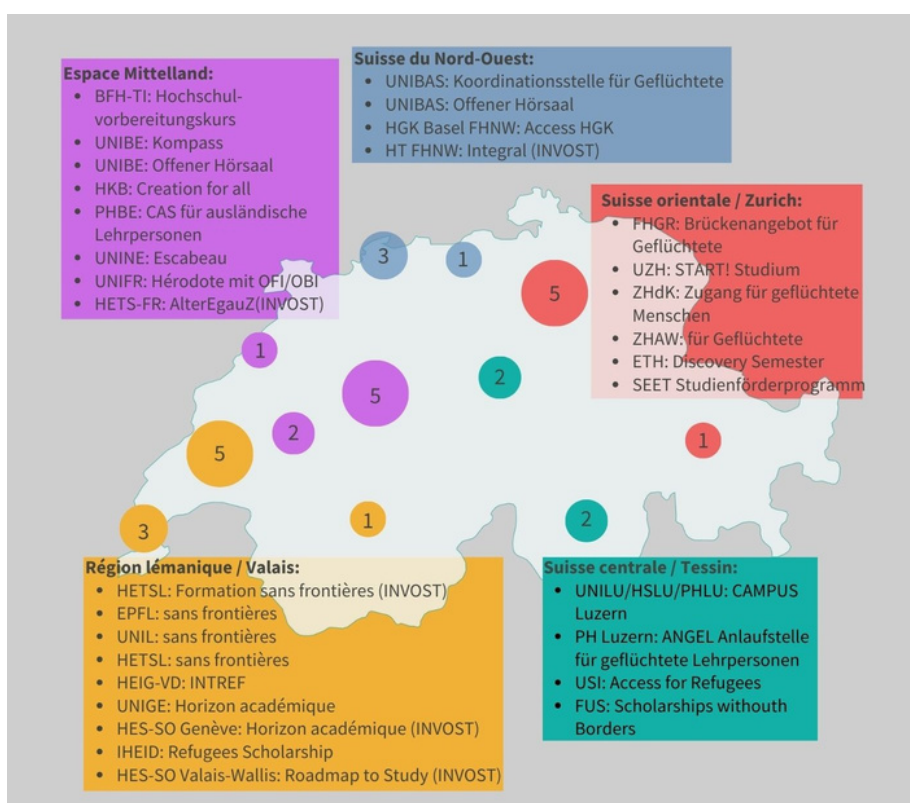 Espace Mittelland:
• BFH-TI: Hochschul-
vorbereitungskurs
• UNIBE: Kompass
• UNIBE: Offener Hörsaal
• HKB: Creation for all
• PHBE: CAS für ausländische
Lehrpersonen
• UNINE: Escabeau
• UNIFR: Hérodote mit OFI/OBI
• HETS-FR: AlterEgauZ(INVOST)
Suisse du Nord-Ouest:
• UNIBAS: Koordinationsstelle für Geflüchtete
• UNIBAS: Offener Hörsaal
• HGK Basel FHNW: Access HGK
• HT FHNW: Integral (INVOST)
Suisse orientale / Zurich:
• FHGR: Brückenangebot für
Geflüchtete
• UZH: START! Studium
• ZHdK: Zugang für geflüchtete
Menschen
• ZHAW: für Geflüchtete
• ETH: Discovery Semester
• SEET Studienförderprogramm
3
1
5
1
5
2
2
5
1
3
1
2
Région lémanique / Valais:
• HETSL: Formation sans frontières (INVOST)
• EPFL: sans frontières
• UNIL: sans frontières
• HETSL: sans frontières
• HEIG-VD: INTREF
• UNIGE: Horizon académique
• HES-SO Genève: Horizon académique (INVOST)
• IHEID: Refugees Scholarship
• HES-SO Valais-Wallis: Roadmap to Study (INVOST)
Suisse centrale / Tessin:
• UNILU/HSLU/PHLU: CAMPUS
Luzern
• PH Luzern: ANGEL Anlaufstelle
für geflüchtete Lehrpersonen
• USI: Access for Refugees
• FUS: Scholarships withouth
Borders